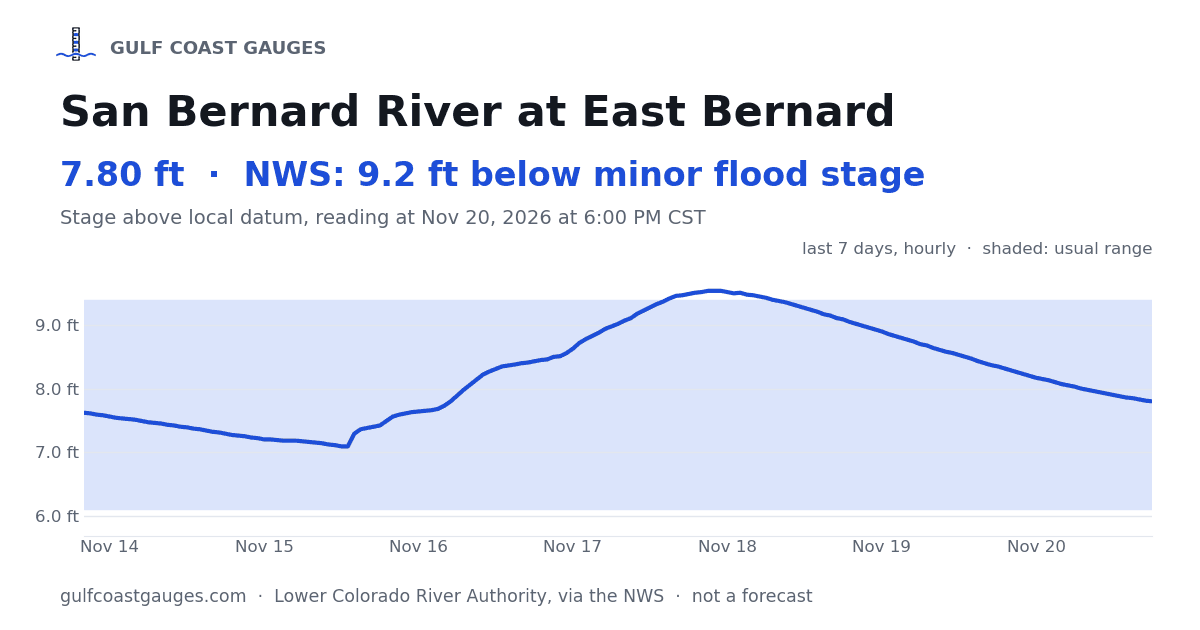 GULF COAST GAUGES
San Bernard River at East Bernard
7.80 ft · NWS: 9.2 ft below minor flood stage
Stage above local datum, reading at Nov 20, 2026 at 6:00 PM CST
last 7 days, hourly · shaded: usual range
9.0 ft
8.0 ft
7.0 ft
6.0 ft
Nov 14 Nov 15 Nov 16 Nov 17 Nov 18 Nov 19 Nov 20
gulfcoastgauges.com · Lower Colorado River Authority, via the NWS · not a forecast